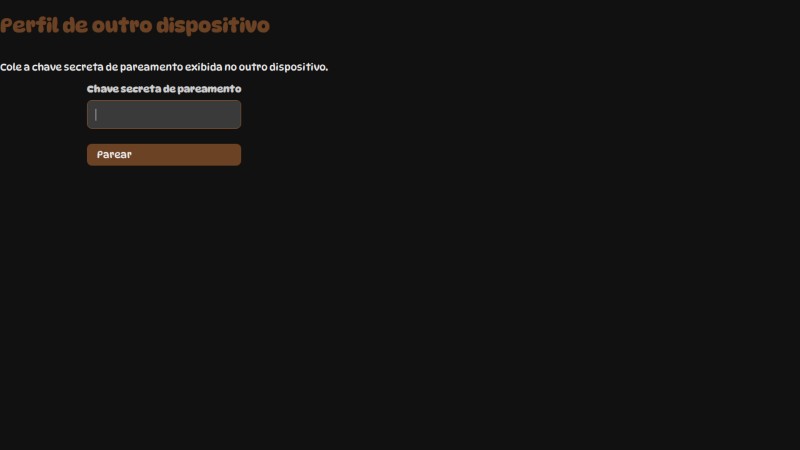 Perfil de outro dispositivo
Cole a chave secreta de pareamento exibida no outro dispositivo.
Chave secreta de pareamento
Parear